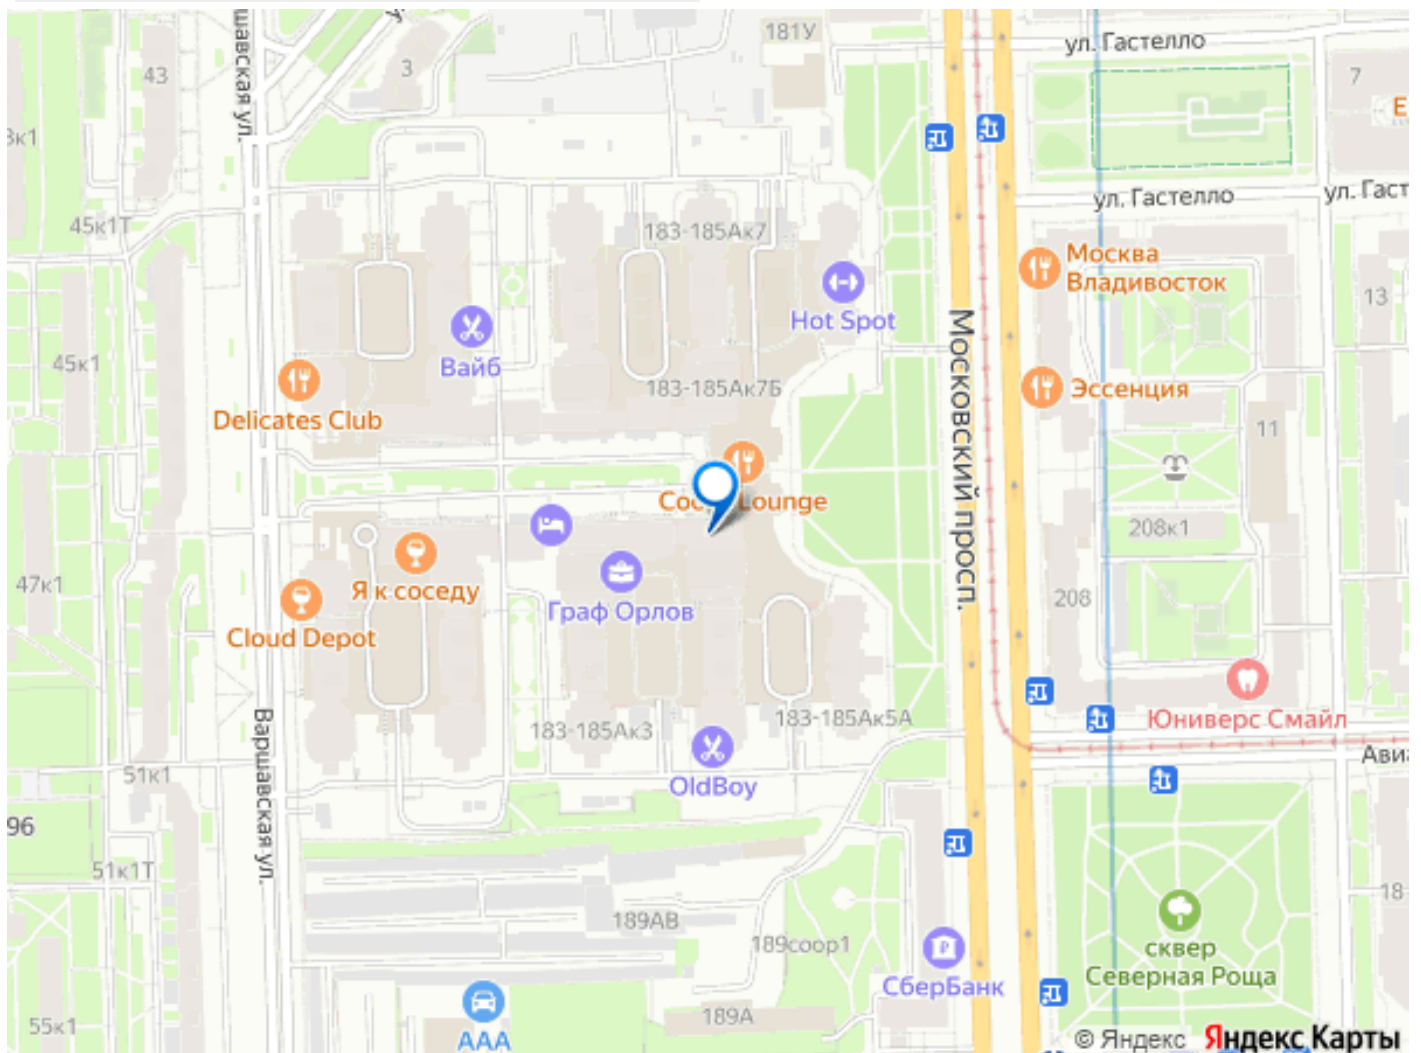 181У
ул. Гастелло
43
3
7
Е
3к1
шавская ул.
45к1Т
ул. Гастелло
ул. Гаст
183-185Ак7
Москва
Владивосток
13
Hot Spot
Вайб
45к1
183-185Ак7Б
Эссенция
Delicates Club
11
Московский просп.
Lounge
208к1
47к1
Я к соседу
Граф Орлов
208
Cloud Depot
183-185Ак3
183-185Ак5А
Юниверс Смайл
Варшавская ул.
51к1
OldBoy
Авиа
96
51к1Т
189АВ
18
189соор1
сквер
Северная Роща
СберБанк
189А
55к1
ААА
© Яндекс Яндекс Карты